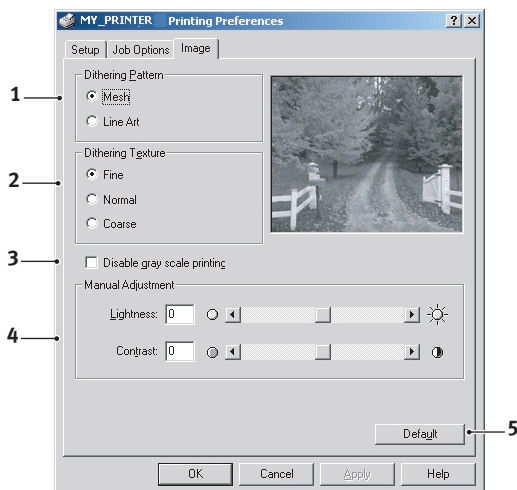 MY_PRINTER Printing Preferences
Setup Job Options Image
Dithering Pattern
1
Mesh
Line Art
Dithering Texture
2
Fine
Normal
Coarse
3
Disable gray scale printing
Manual Adjustment
Lightness: 0
4
Contrast: 0
Default
5
OK Cancel Apply Help